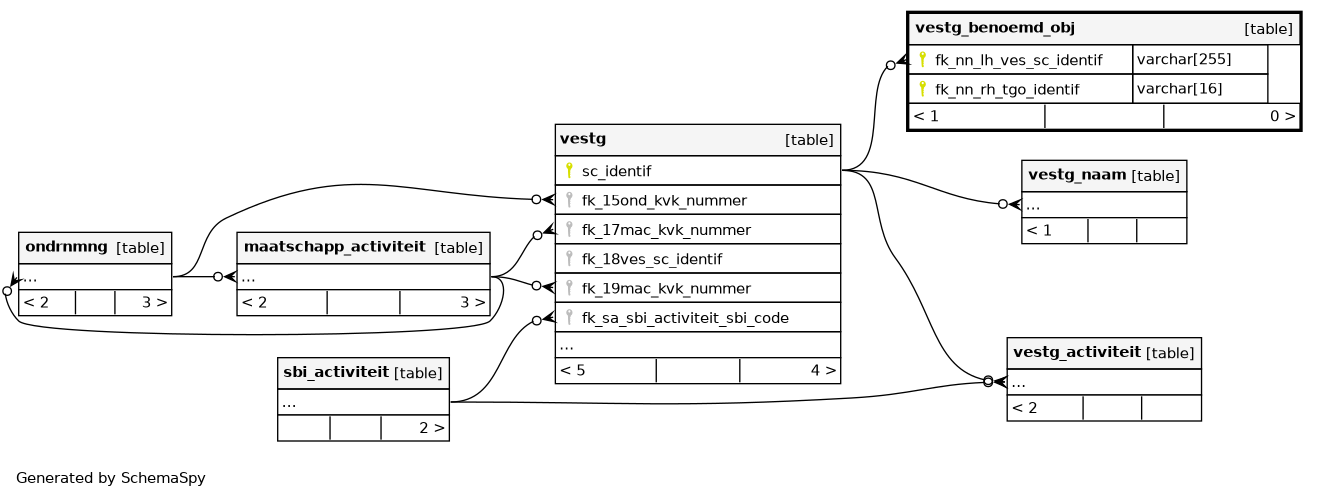 vestg_benoemd_obj [table]
fk_nn_lh_ves_sc_identif varchar[255]
fk_nn_rh_tgo_identif varchar[16]
< 1 0 >
vestg [table]
sc_identif
fk_15ond_kvk_nummer
fk_17mac_kvk_nummer
fk_18ves_sc_identif
fk_19mac_kvk_nummer
fk_sa_sbi_activiteit_sbi_code
...
< 5 4 >
vestg_naam [table]
...
< 1
ondrnmng [table]
...
< 2 3 >
maatschapp_activiteit [table]
...
< 2 3 >
sbi_activiteit [table]
...
2 >
vestg_activiteit [table]
...
< 2
Generated by SchemaSpy